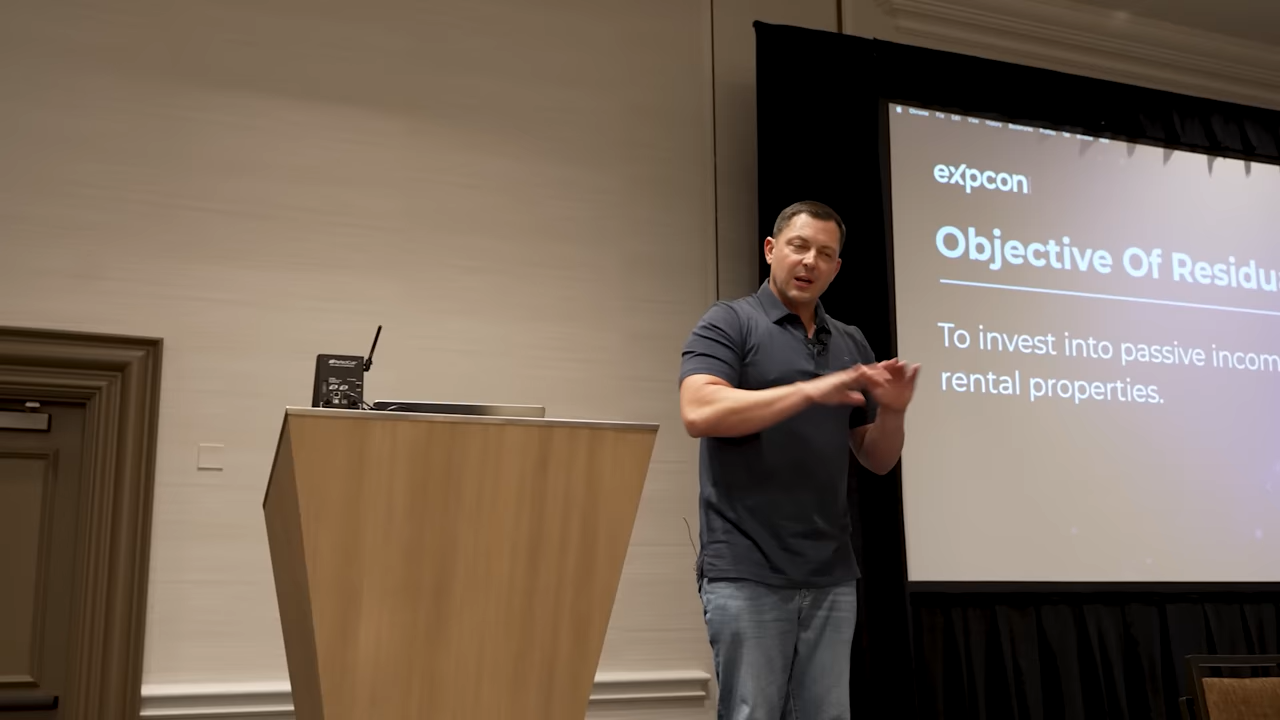 expcon
Objective Of Residu
To invest into passive incom
rental properties.